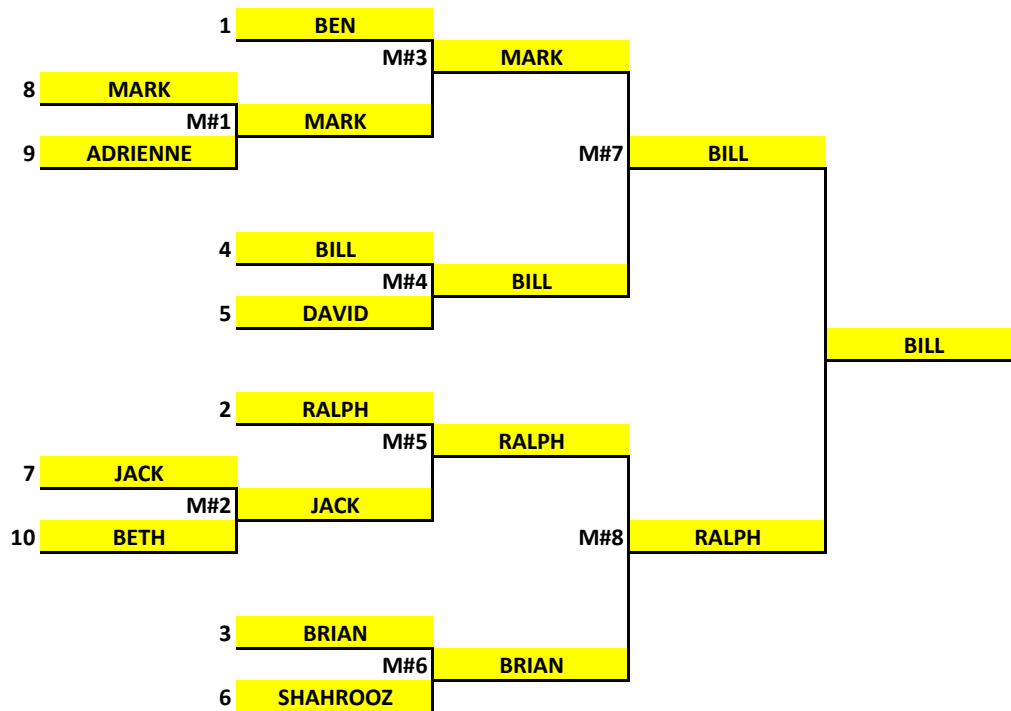 1 BEN
M#3 MARK
8 MARK
M#1 MARK
9 ADRIENNE
M#7 BILL
4 BILL
M#4 BILL
5 DAVID
BILL
2 RALPH
M#5 RALPH
7 JACK
M#2 JACK
10 BETH
M#8 RALPH
3 BRIAN
M#6 BRIAN
6 SHAHROOZ